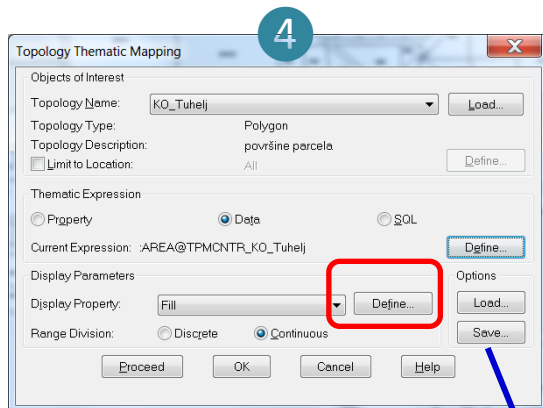 4
Topology Thematic Mapping
Objects of Interest
Topology Name: KO_Tuhelj Load...
Topology Type: Polygon
Topology Description: površine parcela
Limit to Location: All Define...
Thematic Expression
Property Data SQL
Current Expression: :AREA@TPMCNTR_KO_Tuhelj Define...
Display Parameters Options
Display Property: Fill Define... Load...
Range Division: Discrete Continuous Save...
Proceed OK Cancel Help